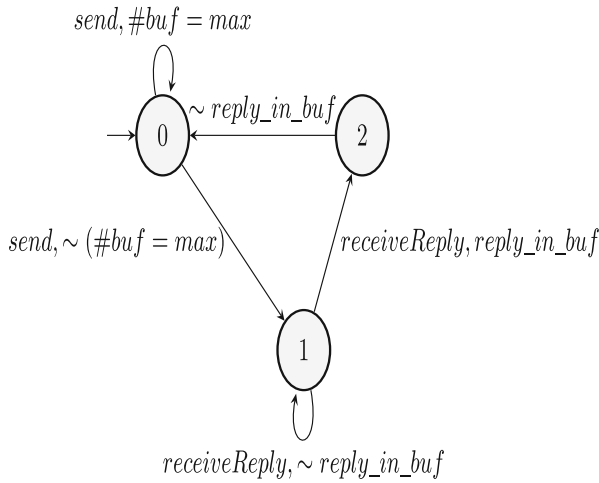 send, #buf = max
∼ reply_in_buf
0
2
send, ∼ (#buf = max)
receiveReply, reply_in_buf
1
receiveReply, ∼ reply_in_buf